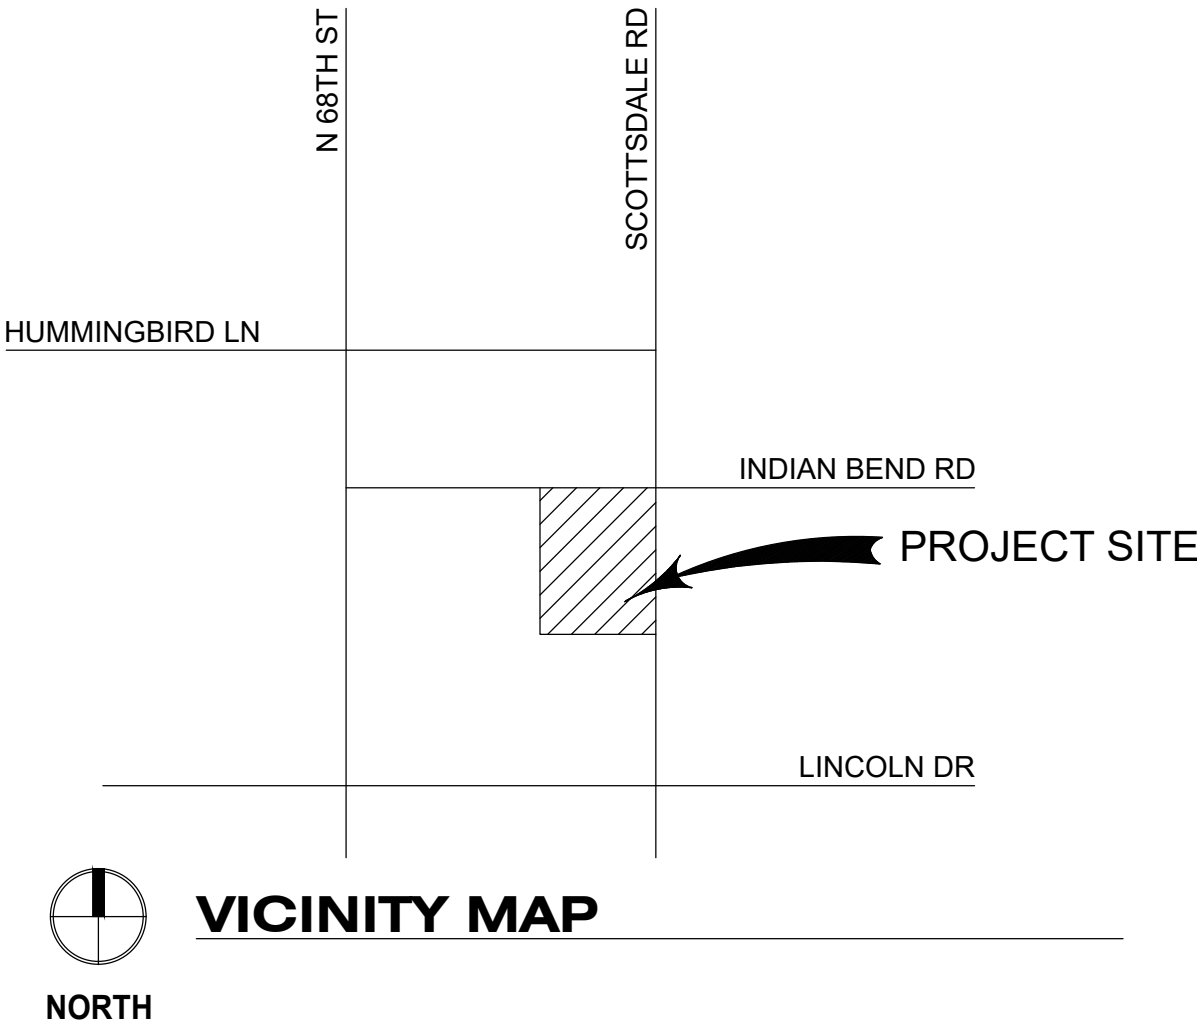 N 68TH ST
SCOTTSDALE RD
HUMMINGBIRD LN
INDIAN BEND RD
PROJECT SITE
LINCOLN DR
VICINITY MAP
NORTH